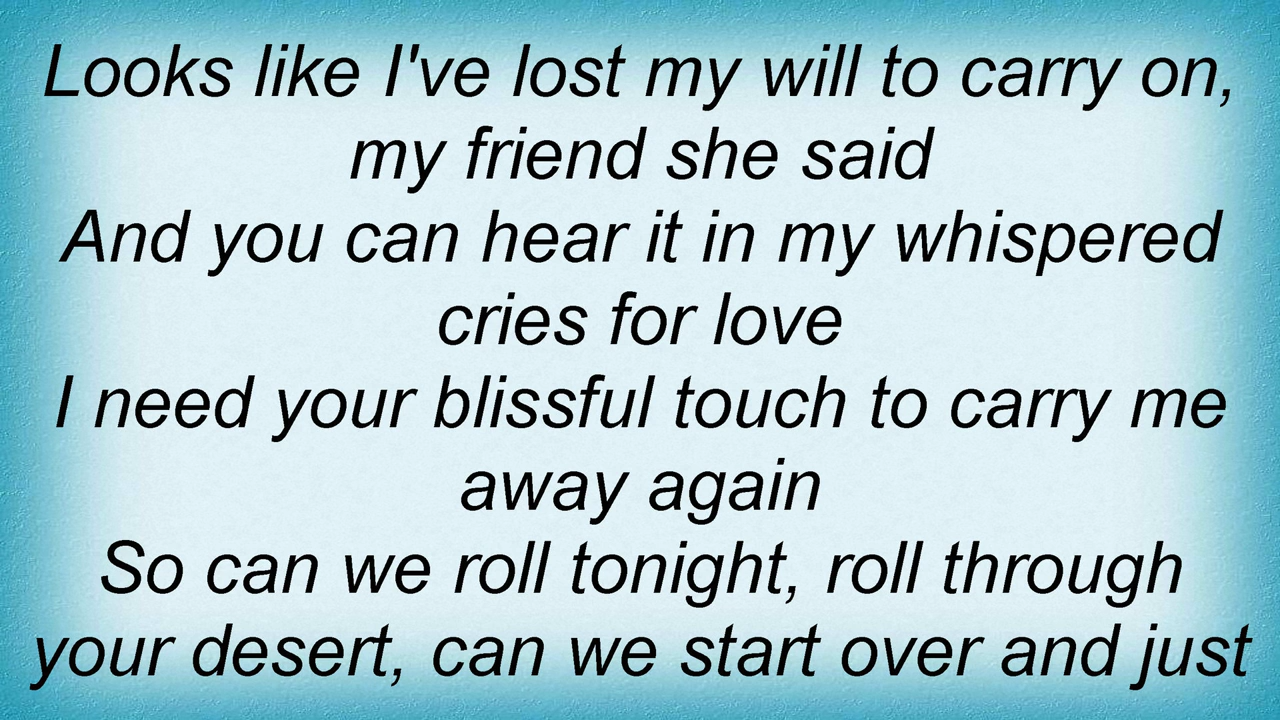 Looks like I've lost my will to carry on,
my friend she said
And you can hear it in my whispered
cries for love
I need your blissful touch to carry me
away again
So can we roll tonight, roll through
your desert, can we start over and just